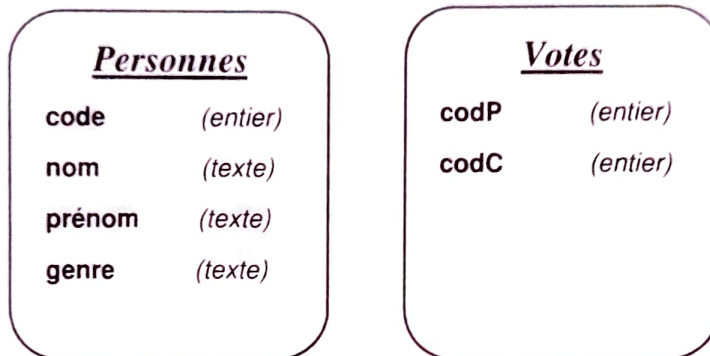 Personnes
code (entier)
nom (texte)
prénom (texte)
genre (texte)
Votes
codP (entier)
codC (entier)